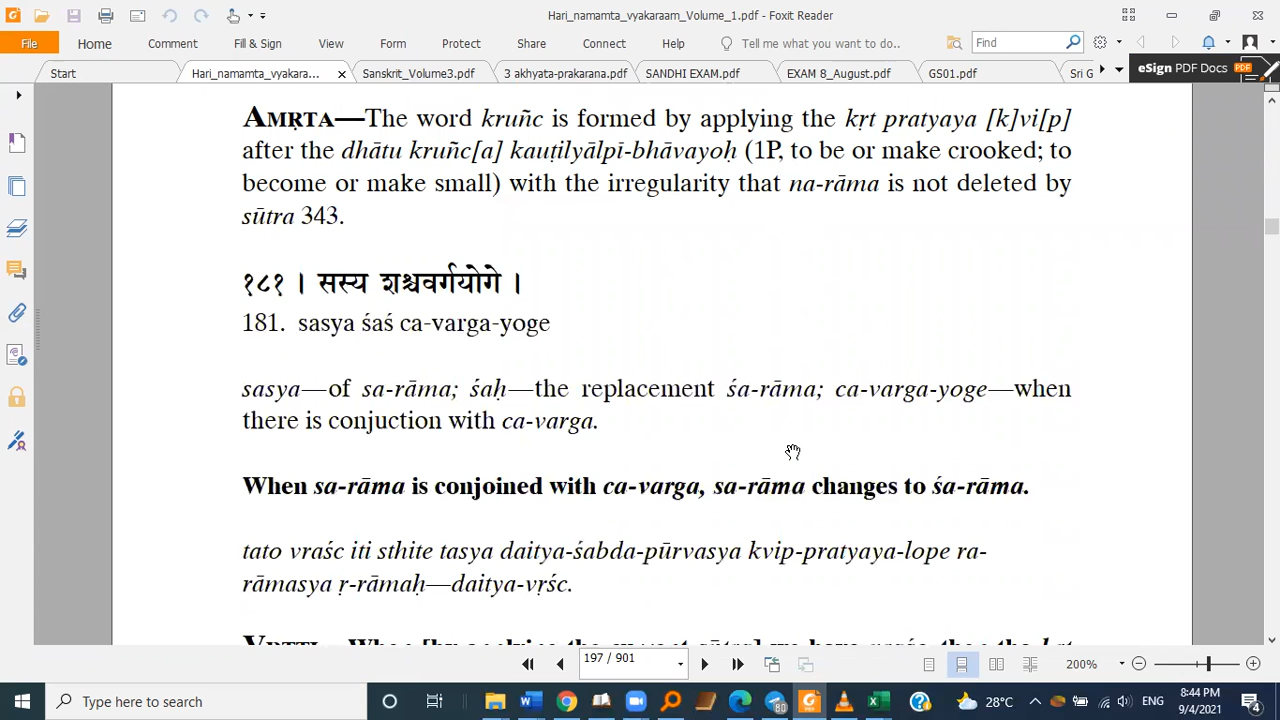 Hari_namamta_vyakaraam_Volume_1.pdf - Foxit Reader
File Home Comment Fill & Sign View Form Protect Share Connect Help Tell me what you want to do.. Find
Start Hari_namamta_vyakara... Sanskrit_Volume3.pdf 3 akhyate prakarana.pdf SANDHI EXAM.pdf EXAM 8_August.pdf GS01.pdf Sri G eSign PDF Docs
AMṚTA—The word kruñc is formed by applying the kṛt pratyaya [k]vi[p]
after the dhātu kruñc[a] kauṭilyālpī-bhāvayoḥ (1P, to be or make crooked; to
become or make small) with the irregularity that na-rāma is not deleted by
sūtra 343.
१८१ । सस्य शश्चवर्गयोगे ।
181. sasya śaś ca-varga-yoge
sasya—of sa-rāma; śaḥ—the replacement śa-rāma; ca-varga-yoge—when
there is conjuction with ca-varga.
When sa-rāma is conjoined with ca-varga, sa-rāma changes to śa-rāma.
tato vraśc iti sthite tasya daitya-śabda-pūrvasya kvip-pratyaya-lope ra-
rāmasya ṛ-rāmaḥ—daitya-vṛśc.
197 / 901 200%
Type here to search 80 28°C ENG 8:44 PM 9/4/2021 4